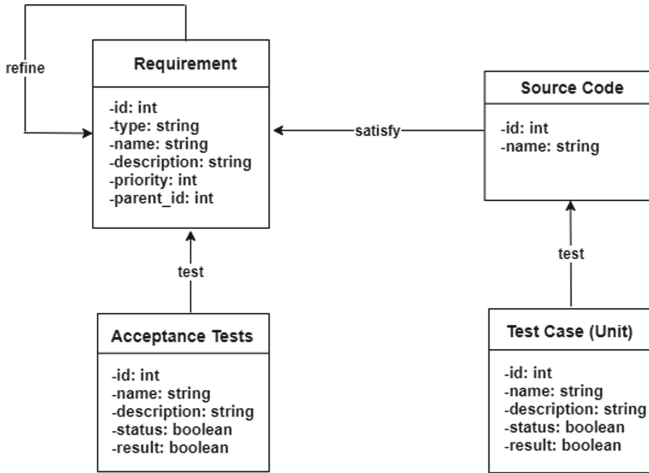 refine
Requirement
-id: int
-type: string
-name: string
-description: string
-priority: int
-parent_id: int
satisfy
Source Code
-id: int
-name: string
test
test
Acceptance Tests
-id: int
-name: string
-description: string
-status: boolean
-result: boolean
Test Case (Unit)
-id: int
-name: string
-description: string
-status: boolean
-result: boolean